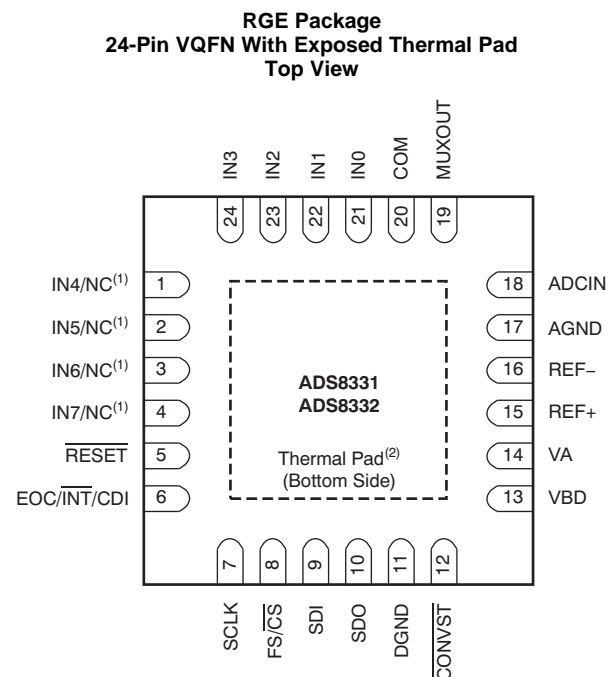 RGE Package
24-Pin VQFN With Exposed Thermal Pad
Top View
IN3
IN2
IN1
IN0
COM
MUXOUT
24
23
22
21
20
19
IN4/NC(1) 1
18 ADCIN
IN5/NC(1) 2
17 AGND
IN6/NC(1) 3
16 REF−
IN7/NC(1) 4
15 REF+
RESET 5
14 VA
EOC/INT/CDI 6
13 VBD
ADS8331
ADS8332
Thermal Pad(2)
(Bottom Side)
7
8
9
10
11
12
SCLK
FS/CS
SDI
SDO
DGND
CONVST